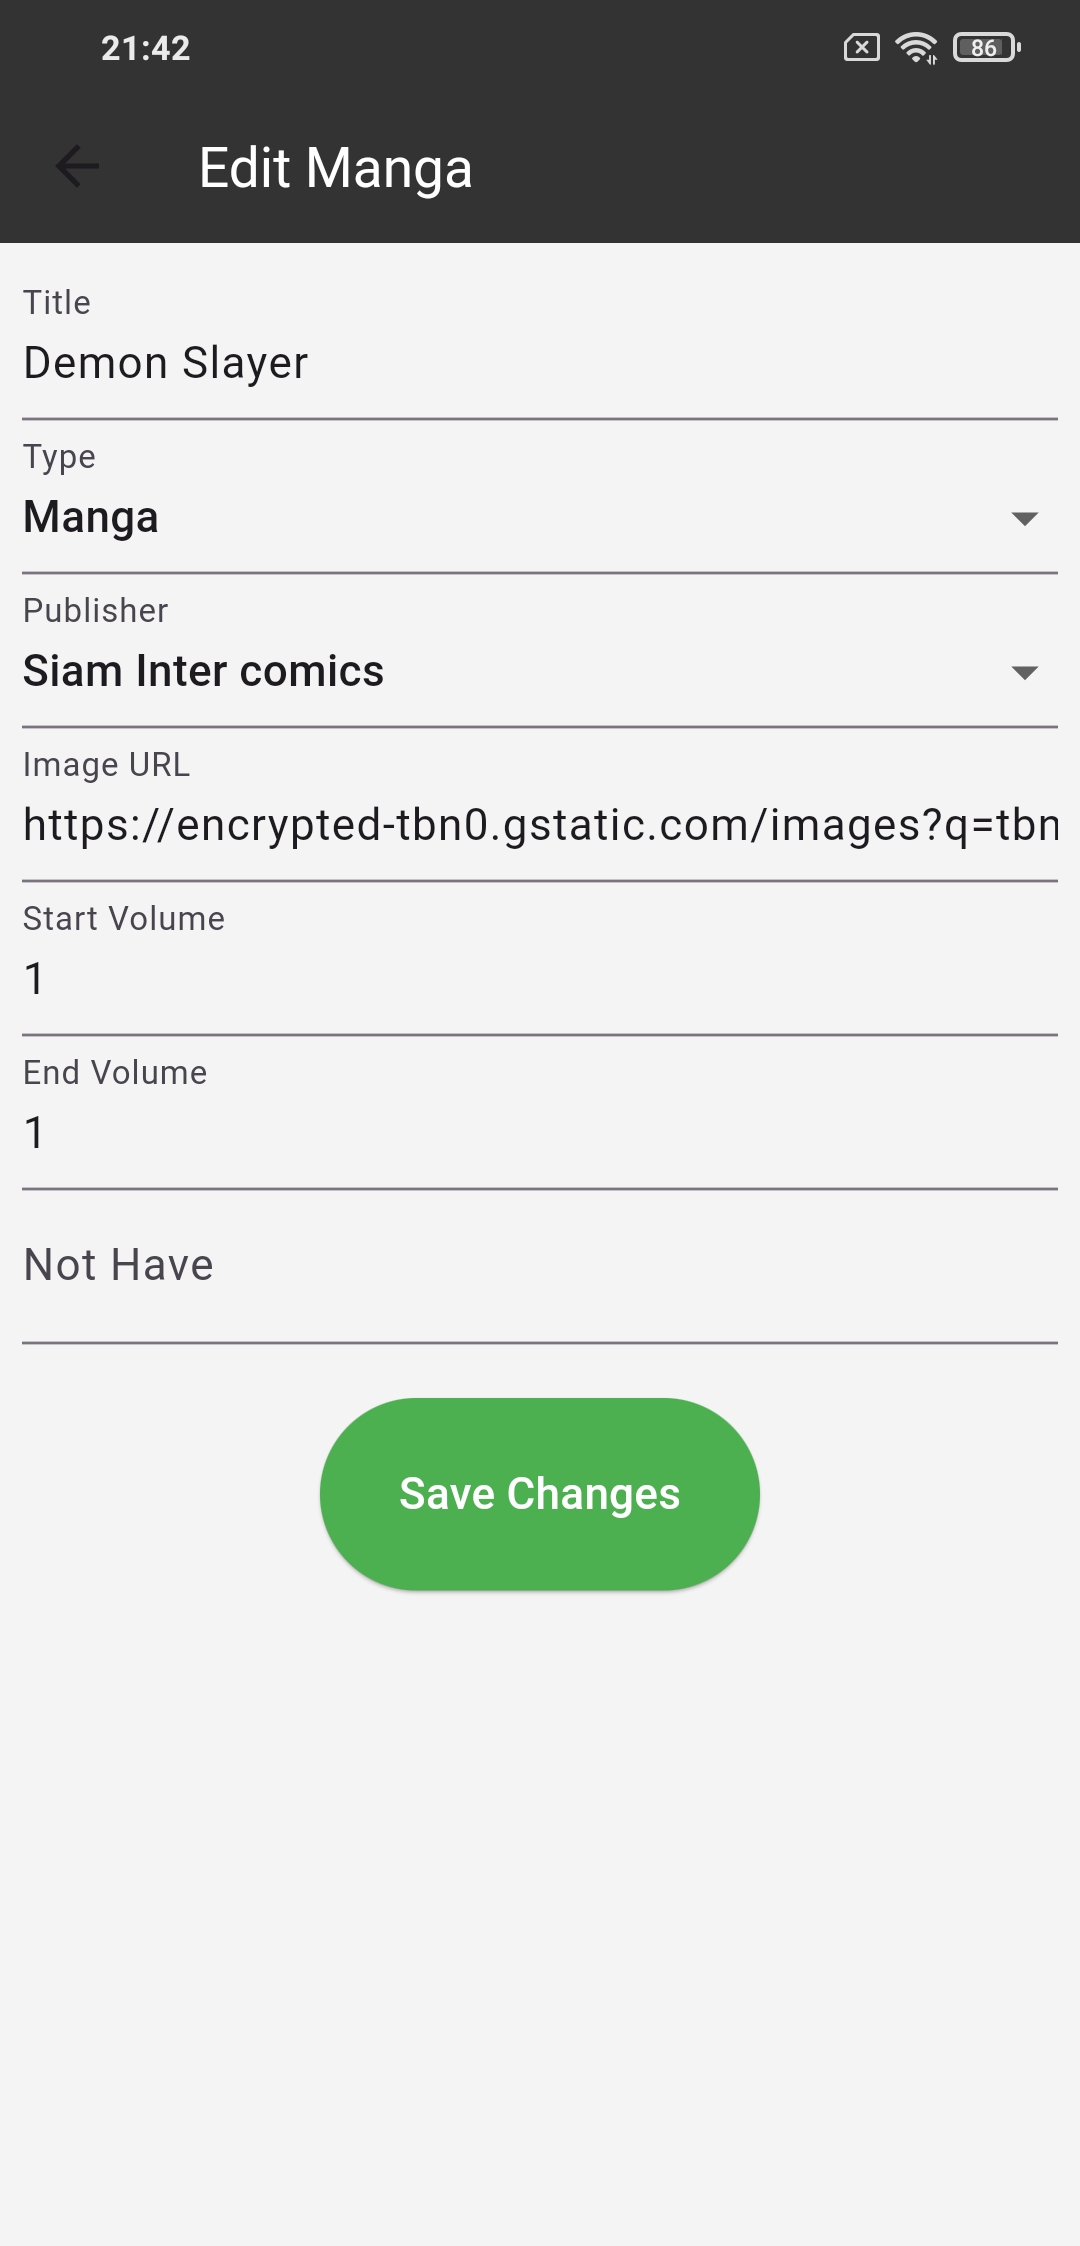 21:42
86
Edit Manga
Title
Demon Slayer
Type
Manga
Publisher
Siam Inter comics
Image URL
https://encrypted-tbn0.gstatic.com/images?q=tbn
Start Volume
1
End Volume
1
Not Have
Save Changes